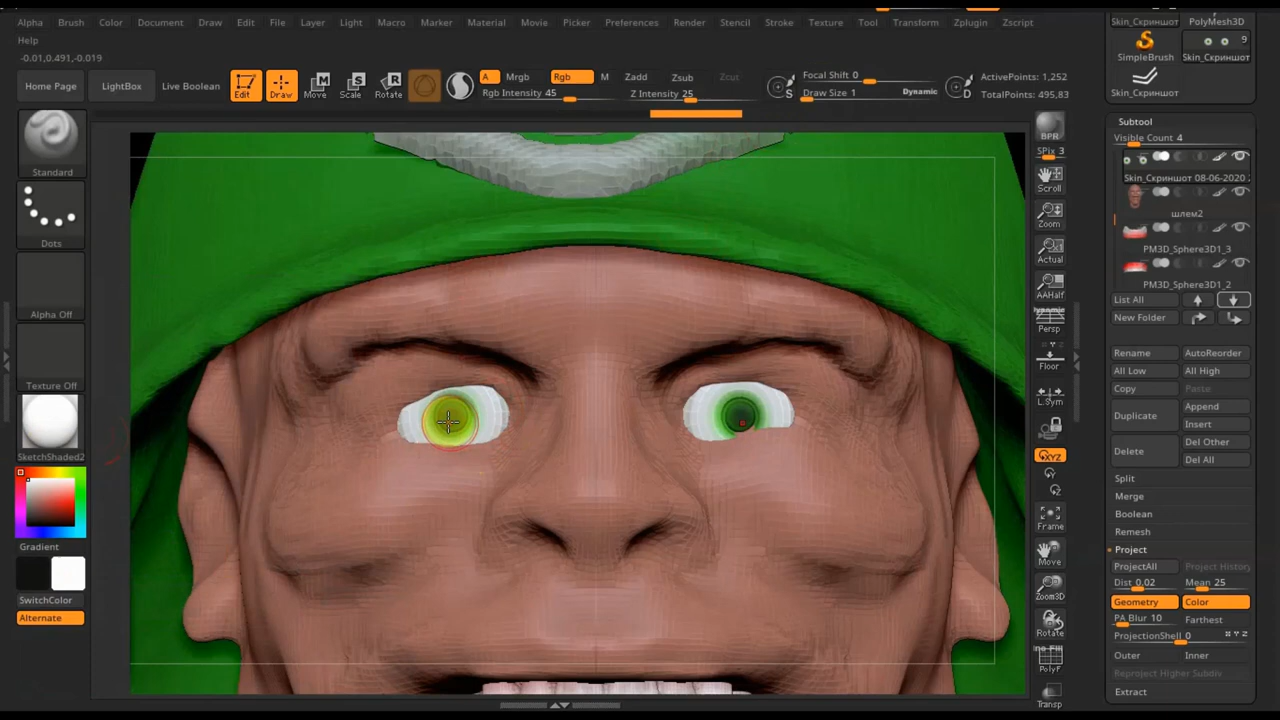 Alpha Brush Color Document Draw Edit File Layer Light Macro Marker Material Movie Picker Preferences Render Stencil Stroke Texture Tool Transform Zplugin Zscript
Help
-0.01,0.491,-0.019
Home Page
LightBox
Live Boolean
Edit
Draw
Move
Scale
Rotate
A
Mrgb
Rgb
M
Rgb Intensity 45
Zadd
Zsub
Zcut
Z Intensity 25
S
Focal Shift 0
Draw Size 1
Dynamic
D
ActivePoints: 1,252
TotalPoints: 495,83
Standard
Dots
Alpha Off
Texture Off
SketchShaded2
Gradient
SwitchColor
Alternate
BPR
SPix 3
Scroll
Zoom
Actual
AAHalf
Dynamic
Persp
Floor
L.Sym
XYZ
Y
Z
Frame
Move
Zoom3D
Rotate
Line Fill
PolyF
Transp
Skin_Скриншот
PolyMesh3D
SimpleBrush
9
Skin_Скриншот
Skin_Скриншот
Subtool
Visible Count 4
Skin_Скриншот 08-06-2020
шлем2
PM3D_Sphere3D1_3
PM3D_Sphere3D1_2
List All
New Folder
Rename AutoReorder
All Low All High
Copy Paste
Duplicate
Append
Insert
Delete
Del Other
Del All
Split
Merge
Boolean
Remesh
Project
ProjectAll Project History
Dist 0.02 Mean 25
Geometry Color
PA Blur 10 Farthest
ProjectionShell 0 X Y Z
Outer Inner
Reproject Higher Subdiv
Extract